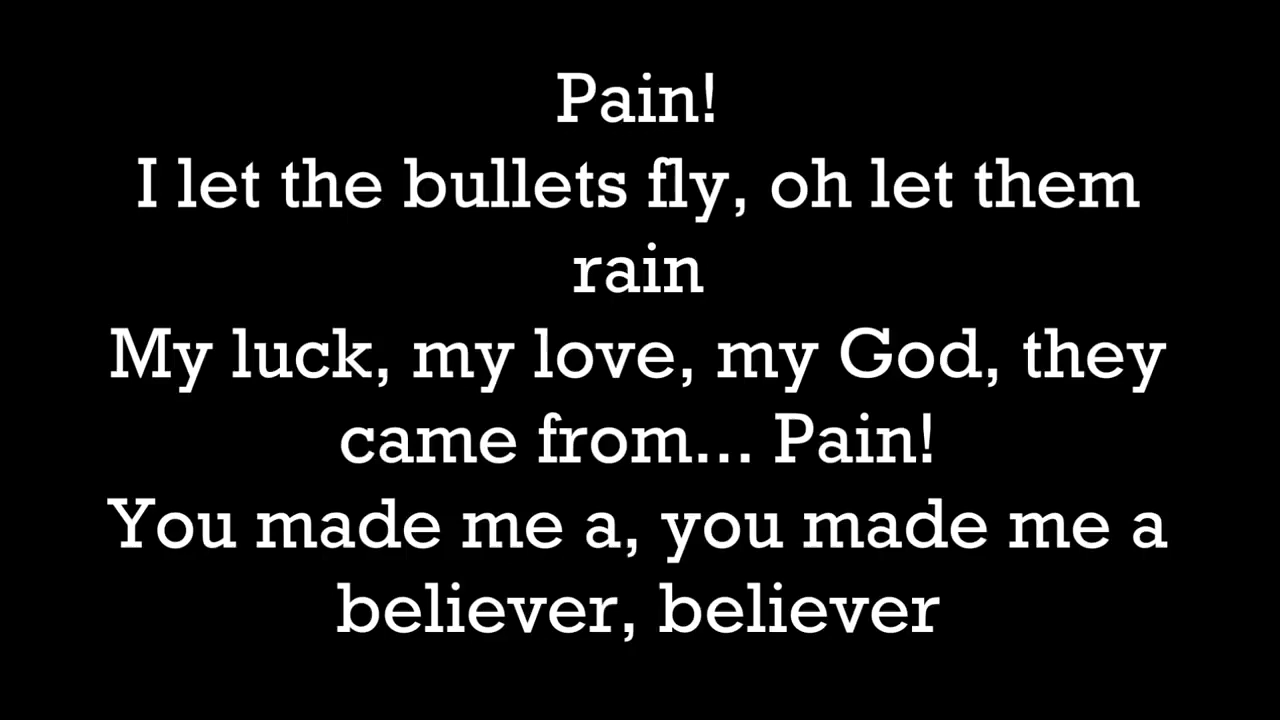 Pain!
I let the bullets fly, oh let them
rain
My luck, my love, my God, they
came from... Pain!
You made me a, you made me a
believer, believer